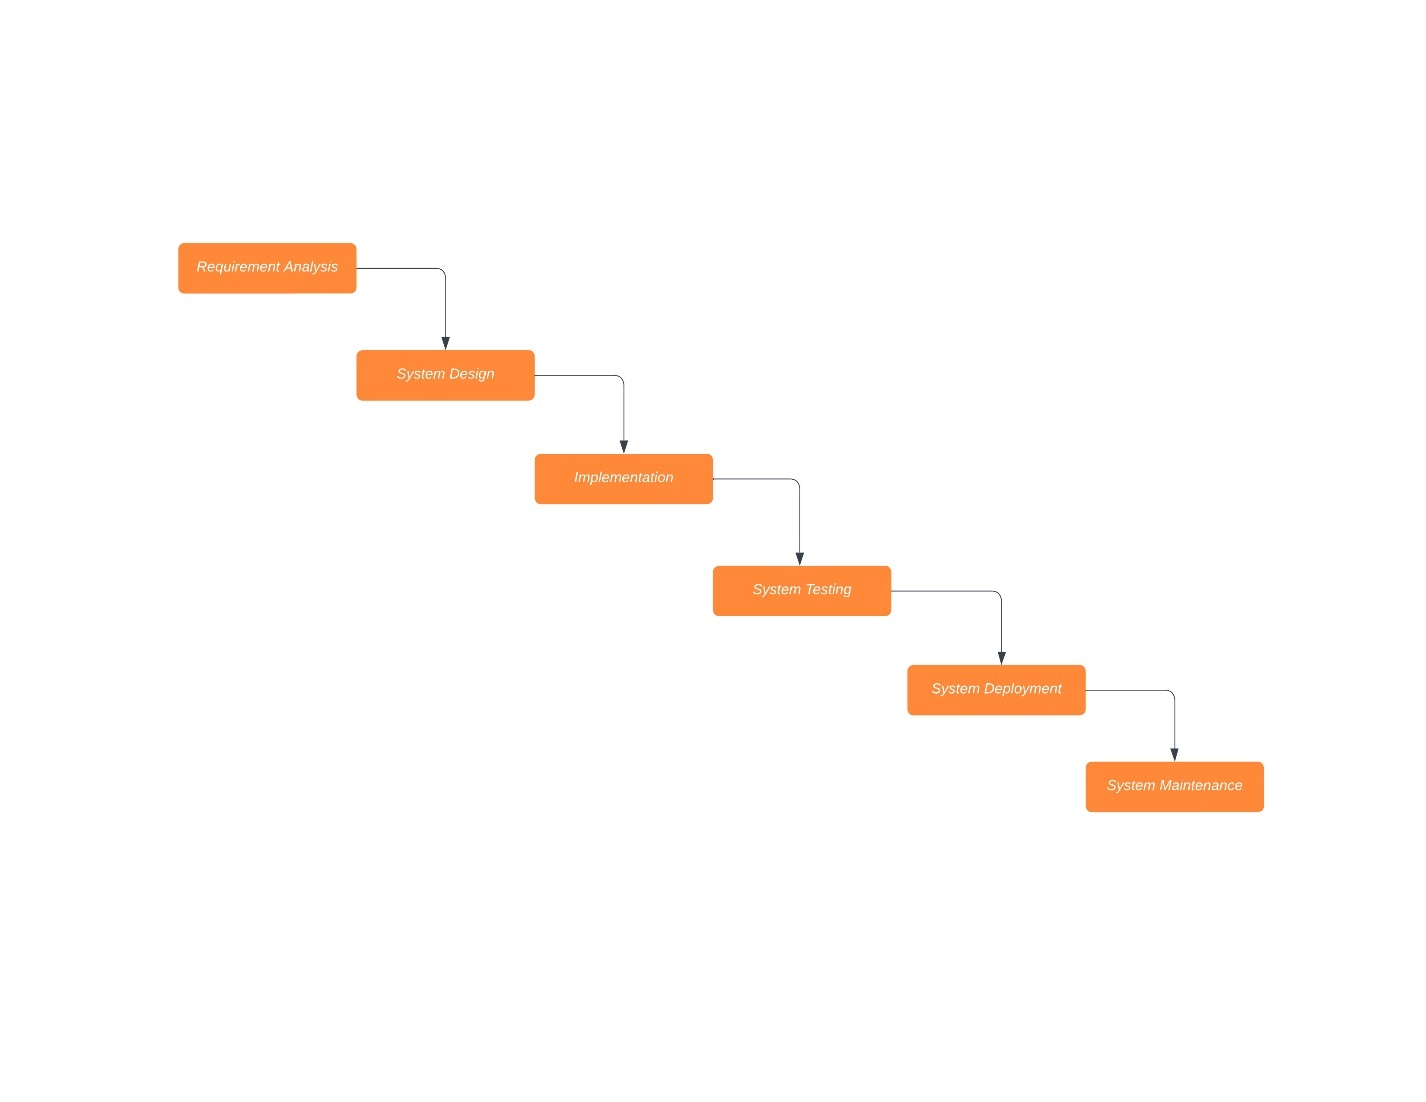 Requirement Analysis
System Design
Implementation
System Testing
System Deployment
System Maintenance